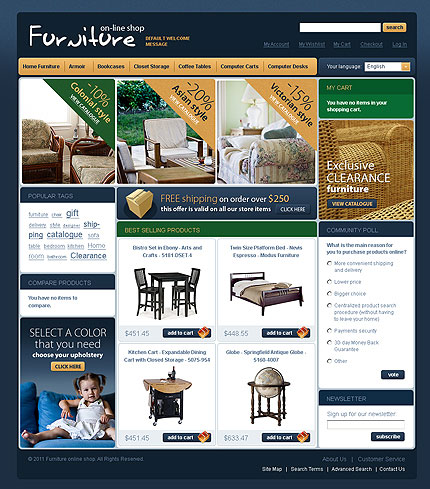 Furniture
on-line shop
DEFAULT WELCOME
MESSAGE
search
My Account
My Wishlist
My Cart
Checkout
Log In
Home Furniture
Armoir
Bookcases
Closet Storage
Coffee Tables
Computer Carts
Computer Desks
Your language:
English
-10%
Colonial style
VIEW CATALOGUE
-20%
Asian style
VIEW CATALOGUE
-15%
Victorian style
VIEW CATALOGUE
MY CART
You have no items in your
shopping cart.
Exclusive
CLEARANCE
furniture
VIEW CATALOGUE
POPULAR TAGS
furniture chair gift
delivery style designer ship-
ping catalogue sofa
table bedroom kitchen Home
room bathroom Clearance
FREE shipping on order over $250
this offer is valid on all our store items
CLICK HERE
BEST SELLING PRODUCTS
Bistro Set in Ebony - Arts and
Crafts - 5181 DSET-4
$451.45
add to cart
Twin Size Platform Bed - Nevis
Espresso - Modus Furniture
$448.55
add to cart
Kitchen Cart - Expandable Dining
Cart with Closed Storage - 5075-954
$451.45
add to cart
Globe - Springfield Antique Globe -
5160-4007
$633.47
add to cart
COMPARE PRODUCTS
You have no items to
compare.
SELECT A COLOR
that you need
choose your upholstery
CLICK HERE
COMMUNITY POLL
What is the main reason for
you to purchase products online?
More convenient shipping
and delivery
Lower price
Bigger choice
Centralized product search
procedure (without having
to leave your home)
Payments security
30-day Money Back
Guarantee
Other
vote
NEWSLETTER
Sign up for our newsletter
subscribe
© 2011 Furniture online shop. All Rights Reserved.
About Us | Customer Service
Site Map | Search Terms | Advanced Search | Contact Us